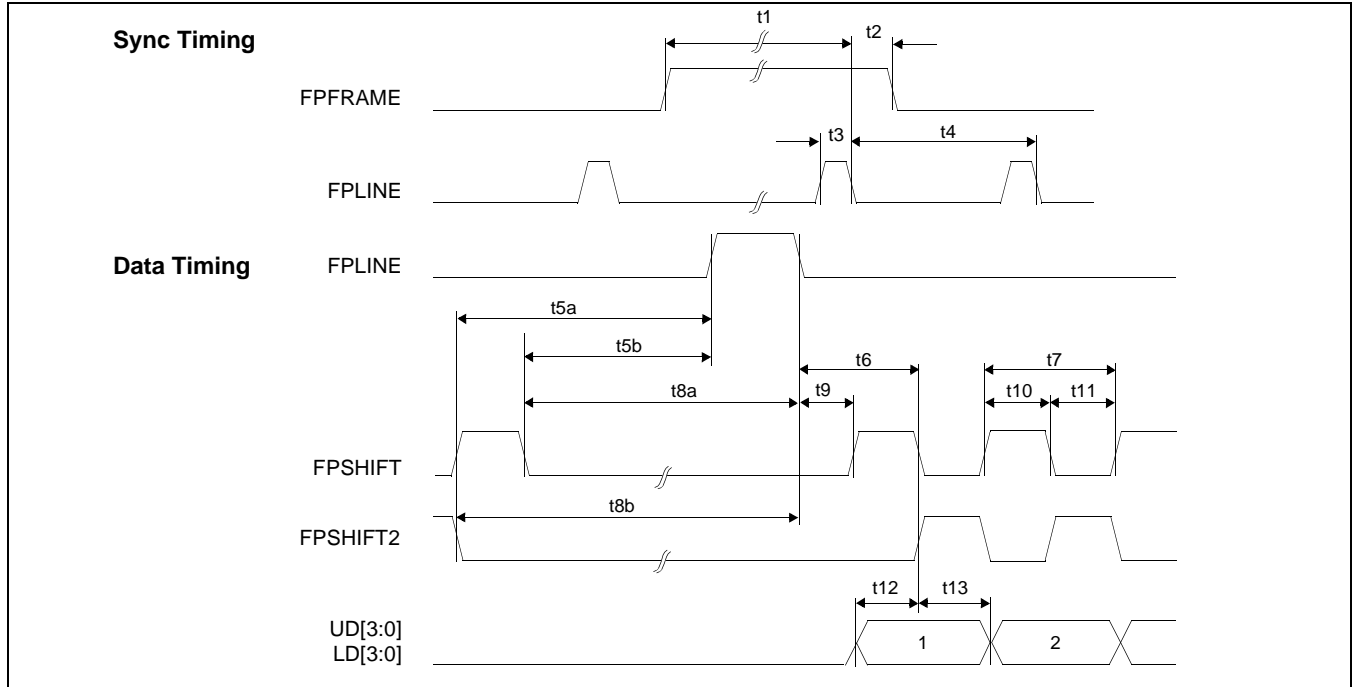 t1
Sync Timing
t2
FPFRAME
t3
t4
FPLINE
Data Timing
FPLINE
t5a
t5b
t6
t7
t8a
t9
t10
t11
FPSHIFT
t8b
FPSHIFT2
t12
t13
UD[3:0]
1
2
LD[3:0]